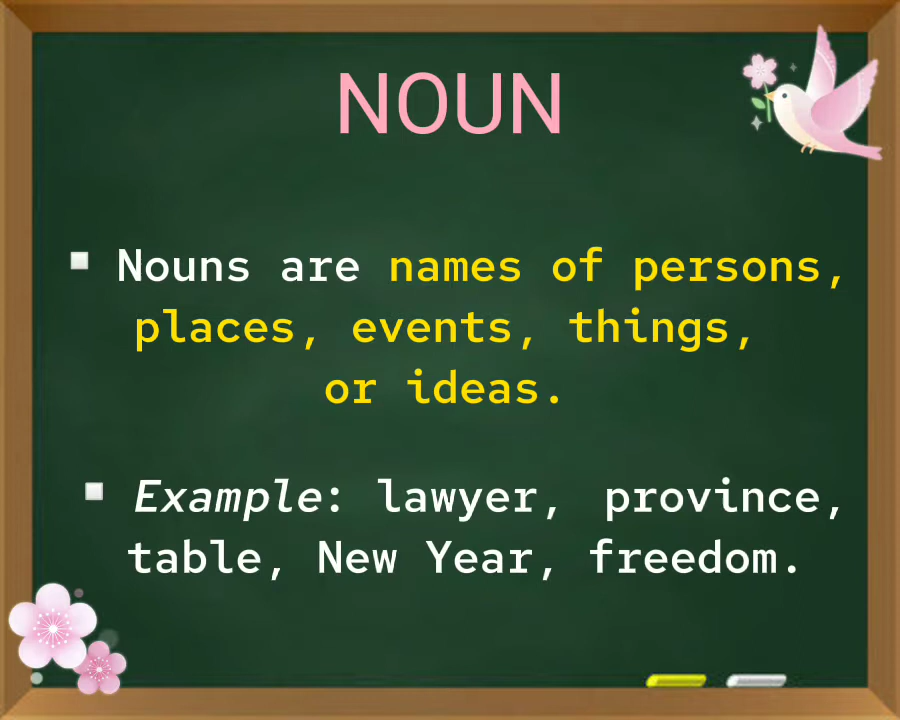 NOUN
▪ Nouns are names of persons,
places, events, things,
or ideas.
▪ Example: lawyer, province,
table, New Year, freedom.